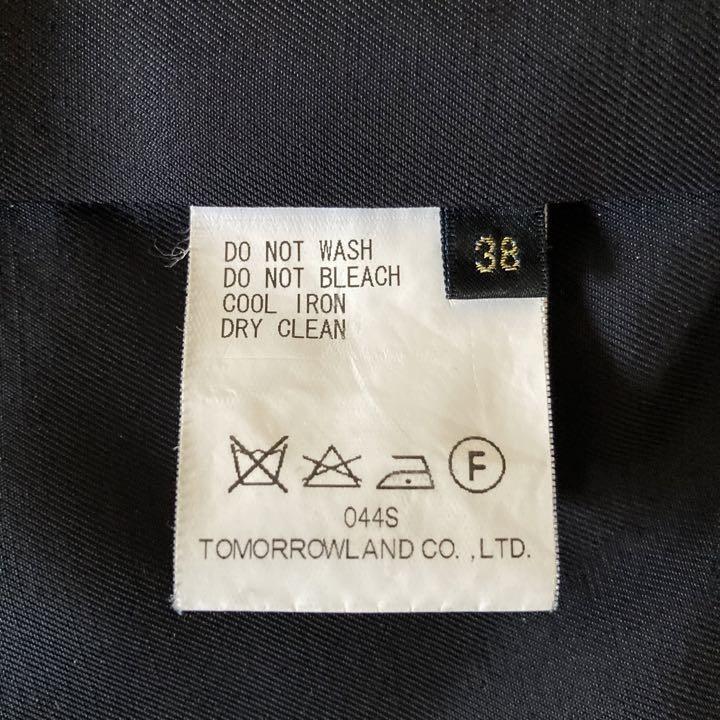 38
DO NOT WASH
DO NOT BLEACH
COOL IRON
DRY CLEAN
F
044S
TOMORROWLAND CO. ,LTD.